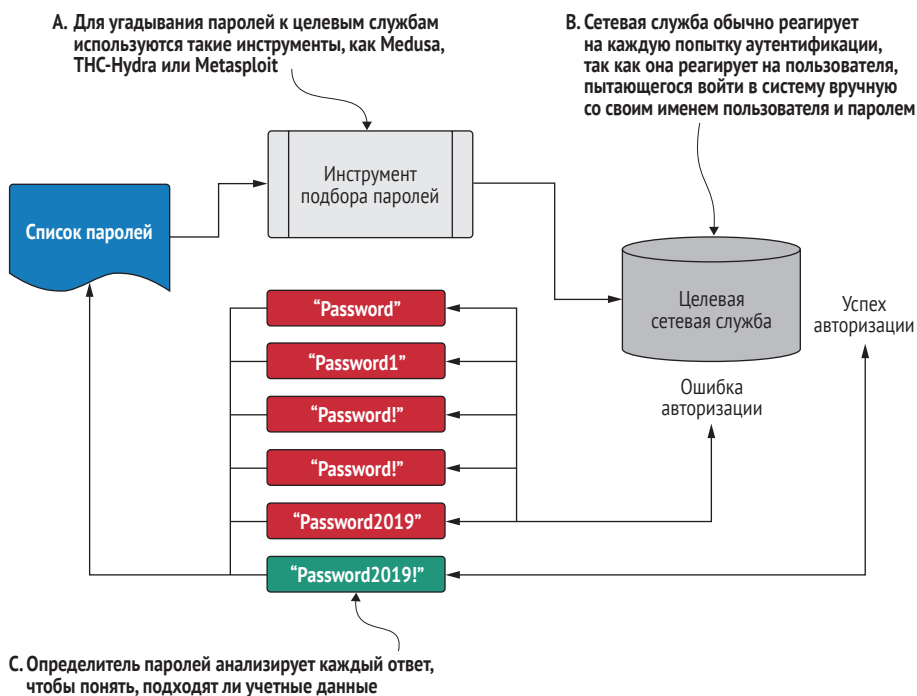 A. Для угадывания паролей к целевым службам
используются такие инструменты, как Medusa,
THC-Hydra или Metasploit
B. Сетевая служба обычно реагирует
на каждую попытку аутентификации,
так как она реагирует на пользователя,
пытающегося войти в систему вручную
со своим именем пользователя и паролем
Инструмент
подбора паролей
Список паролей
Целевая
сетевая служба
Успех
авторизации
Ошибка
авторизации
“Password”
“Password1”
“Password!”
“Password!”
“Password2019”
“Password2019!”
C. Определитель паролей анализирует каждый ответ,
чтобы понять, подходят ли учетные данные